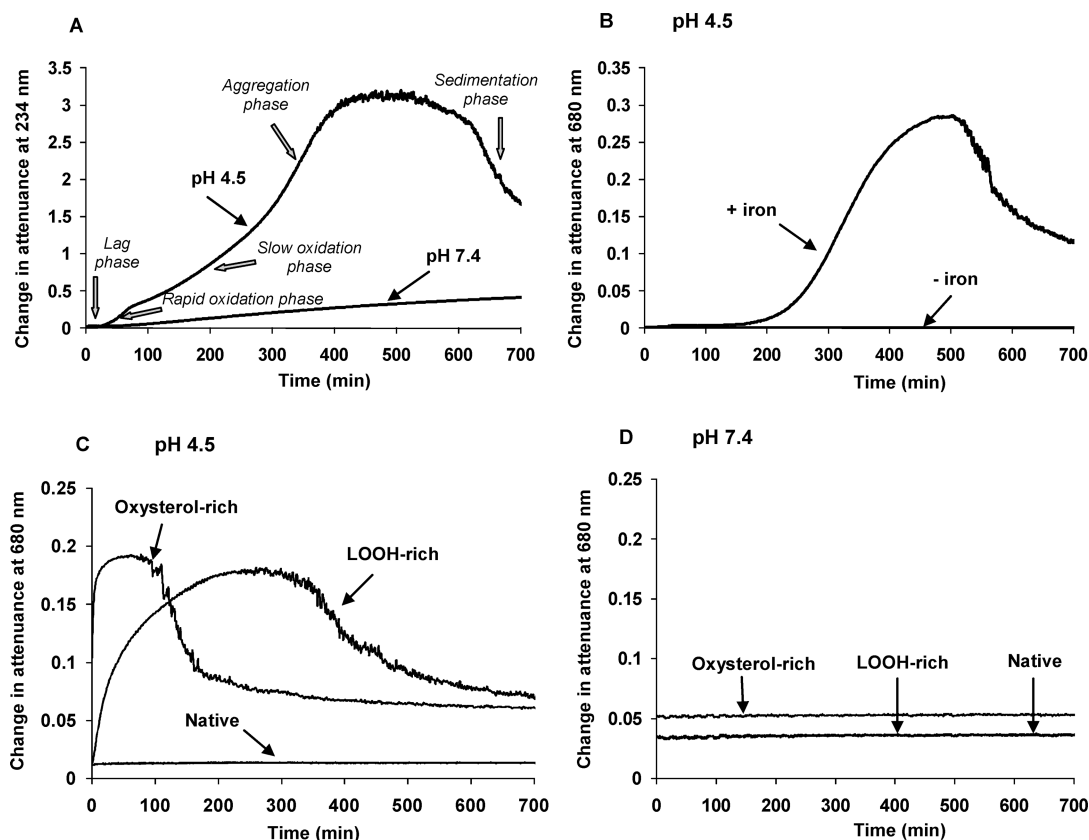 A
Change in attenuance at 234 nm
3.5
3
2.5
2
1.5
1
0.5
0
Aggregation
phase
Sedimentation
phase
pH 4.5
Lag
phase
Slow oxidation
phase
pH 7.4
Rapid oxidation phase
0 100 200 300 400 500 600 700
Time (min)
B pH 4.5
Change in attenuance at 680 nm
0.35
0.3
0.25
0.2
0.15
0.1
0.05
0
+ iron
- iron
0 100 200 300 400 500 600 700
Time (min)
C pH 4.5
Change in attenuance at 680 nm
0.25
0.2
0.15
0.1
0.05
0
Oxysterol-rich
LOOH-rich
Native
0 100 200 300 400 500 600 700
Time (min)
D pH 7.4
Change in attenuance at 680 nm
0.25
0.2
0.15
0.1
0.05
0
Oxysterol-rich LOOH-rich Native
0 100 200 300 400 500 600 700
Time (min)